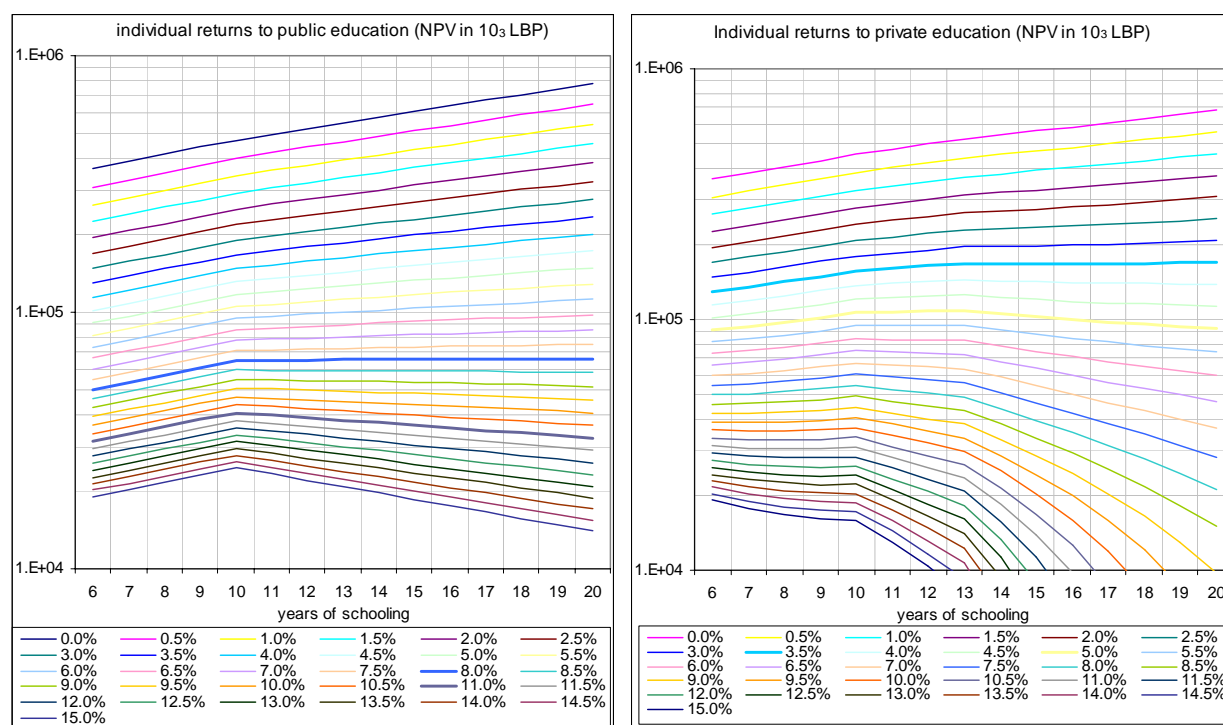 individual returns to public education (NPV in 10₃ LBP)
1.E+06
1.E+05
1.E+04
6 7 8 9 10 11 12 13 14 15 16 17 18 19 20
years of schooling
0.0% 0.5% 1.0% 1.5% 2.0% 2.5%
3.0% 3.5% 4.0% 4.5% 5.0% 5.5%
6.0% 6.5% 7.0% 7.5% 8.0% 8.5%
9.0% 9.5% 10.0% 10.5% 11.0% 11.5%
12.0% 12.5% 13.0% 13.5% 14.0% 14.5%
15.0%
Individual returns to private education (NPV in 10₃ LBP)
1.E+06
1.E+05
1.E+04
6 7 8 9 10 11 12 13 14 15 16 17 18 19 20
years of schooling
0.0% 0.5% 1.0% 1.5% 2.0% 2.5%
3.0% 3.5% 4.0% 4.5% 5.0% 5.5%
6.0% 6.5% 7.0% 7.5% 8.0% 8.5%
9.0% 9.5% 10.0% 10.5% 11.0% 11.5%
12.0% 12.5% 13.0% 13.5% 14.0% 14.5%
15.0%